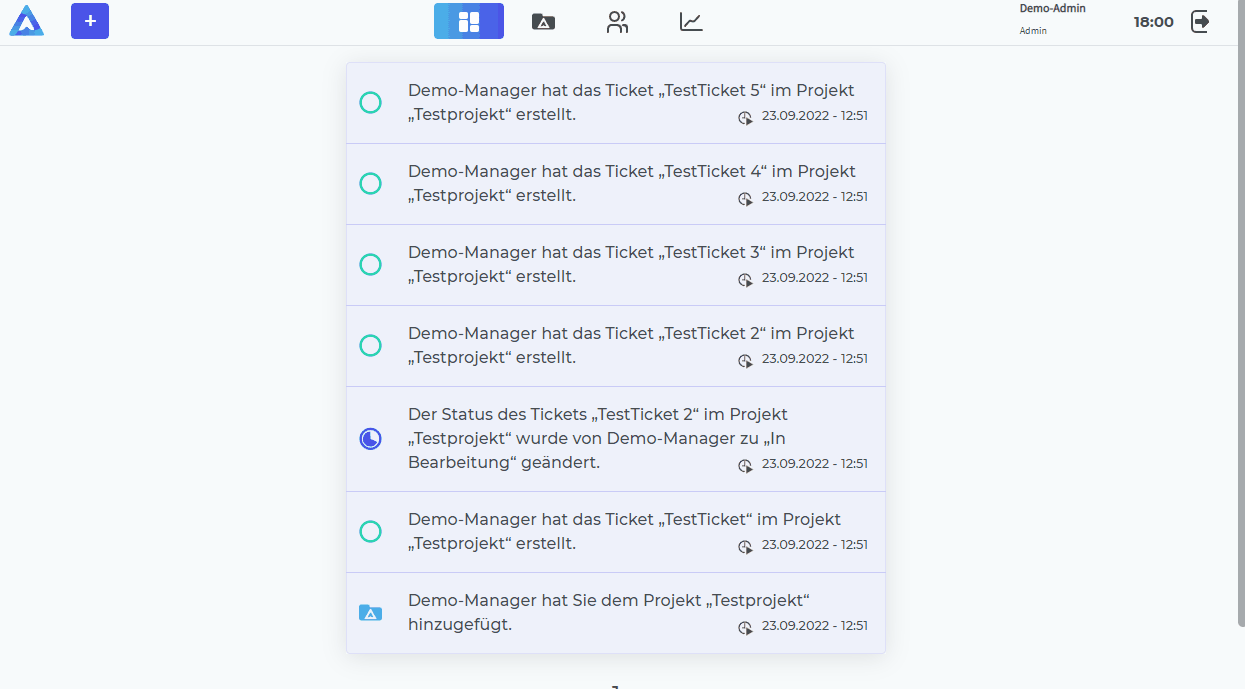 +
Demo-Admin
Admin
18:00
Demo-Manager hat das Ticket „TestTicket 5“ im Projekt
„Testprojekt“ erstellt.
23.09.2022 - 12:51
Demo-Manager hat das Ticket „TestTicket 4“ im Projekt
„Testprojekt“ erstellt.
23.09.2022 - 12:51
Demo-Manager hat das Ticket „TestTicket 3“ im Projekt
„Testprojekt“ erstellt.
23.09.2022 - 12:51
Demo-Manager hat das Ticket „TestTicket 2“ im Projekt
„Testprojekt“ erstellt.
23.09.2022 - 12:51
Der Status des Tickets „TestTicket 2“ im Projekt
„Testprojekt“ wurde von Demo-Manager zu „In
Bearbeitung“ geändert.
23.09.2022 - 12:51
Demo-Manager hat das Ticket „TestTicket“ im Projekt
„Testprojekt“ erstellt.
23.09.2022 - 12:51
Demo-Manager hat Sie dem Projekt „Testprojekt“
hinzugefügt.
23.09.2022 - 12:51